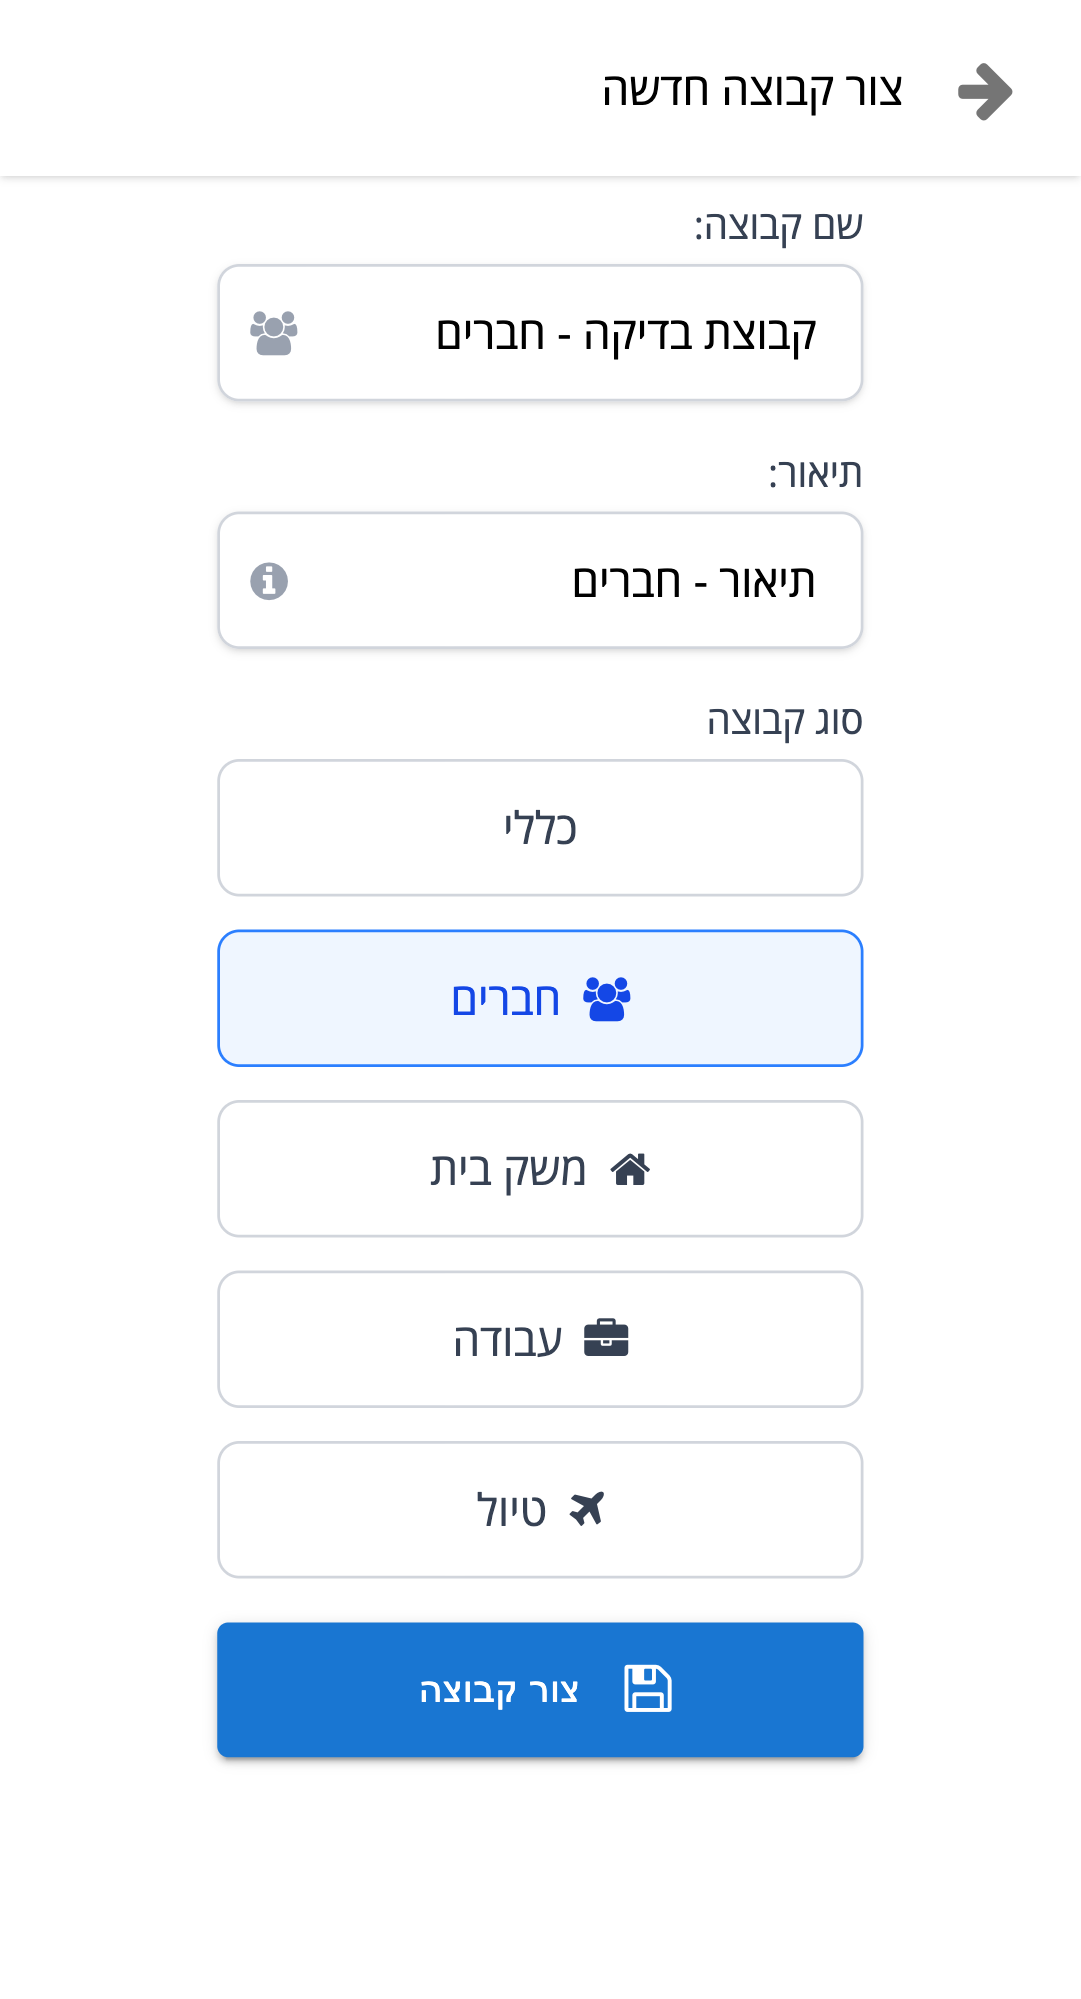 צור קבוצה חדשה
שם קבוצה:
קבוצת בדיקה - חברים
תיאור:
תיאור - חברים
סוג קבוצה
כללי
חברים
משק בית
עבודה
טיול
צור קבוצה